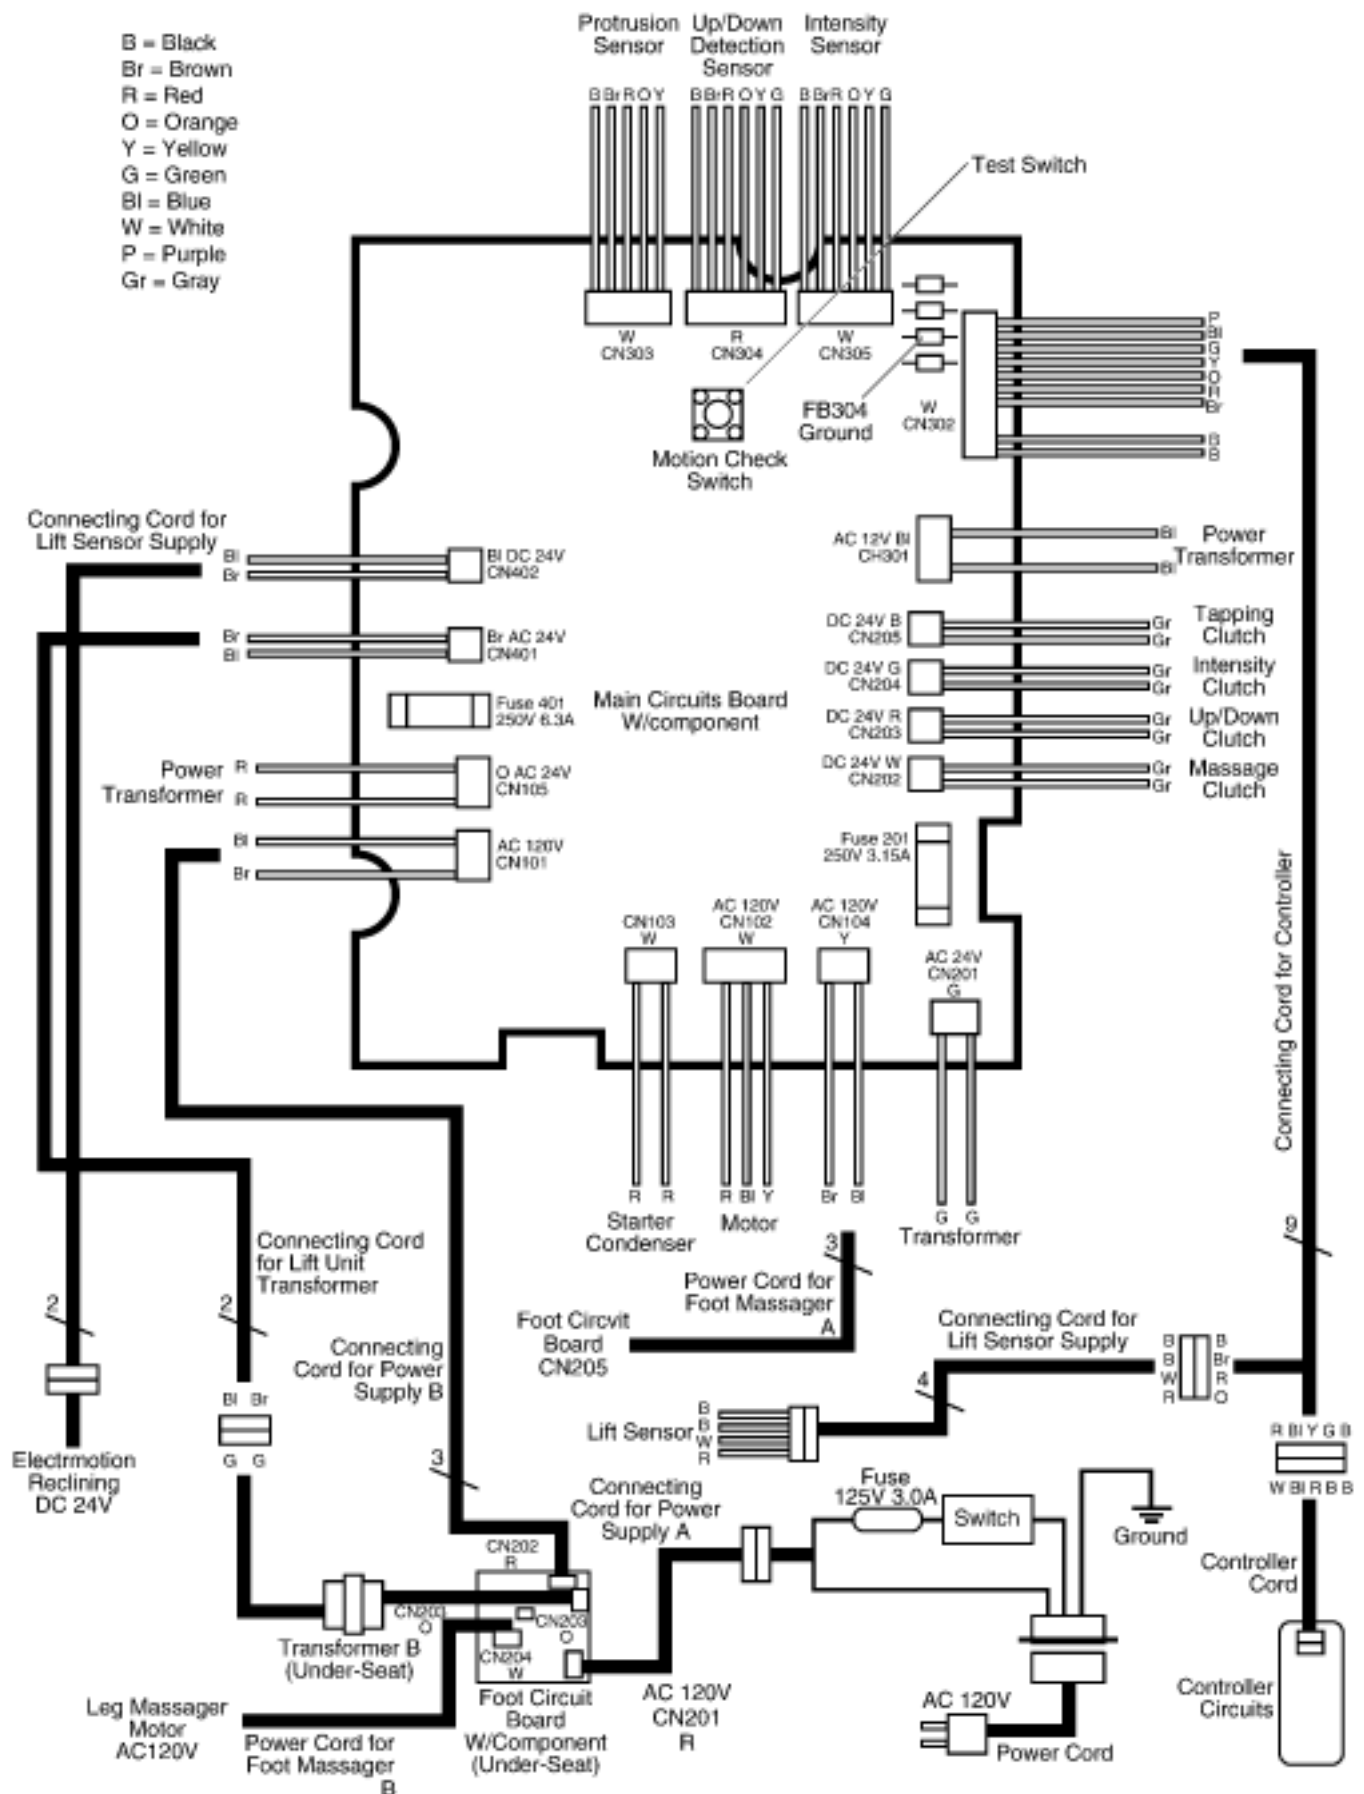 B = Black
Br = Brown
R = Red
O = Orange
Y = Yellow
G = Green
Bl = Blue
W = White
P = Purple
Gr = Gray
Protrusion Sensor
Up/Down Detection Sensor
Intensity Sensor
B Br R O Y
B Br R O Y G
B Br R O Y G
Test Switch
W
CN303
R
CN304
W
CN305
FB304
Ground
W
CN302
P
Bl
G
Y
O
R
Br
B
B
Motion Check
Switch
Connecting Cord for
Lift Sensor Supply
Bl
Br
Bl DC 24V
CN402
Br
Bl
Br AC 24V
CN401
Fuse 401
250V 6.3A
Main Circuits Board
W/component
Power
Transformer
R
R
O AC 24V
CN105
Bl
Br
AC 120V
CN101
AC 12V Bl
CH301
Bl
Bl
Power
Transformer
DC 24V B
CN205
Gr
Gr
Tapping
Clutch
DC 24V G
CN204
Gr
Gr
Intensity
Clutch
DC 24V R
CN203
Gr
Gr
Up/Down
Clutch
DC 24V W
CN202
Gr
Gr
Massage
Clutch
Fuse 201
250V 3.15A
CN103
W
AC 120V
CN102
W
AC 120V
CN104
Y
AC 24V
CN201
G
R R
Starter
Condenser
R Bl Y
Motor
Br Bl
G G
Transformer
Connecting Cord for Controller
9
3
Power Cord for
Foot Massager
A
Foot Circvit
Board
CN205
Connecting Cord
for Lift Unit
Transformer
2
2
Connecting
Cord for Power
Supply B
3
Bl Br
G G
Electrmotion
Reclining
DC 24V
Connecting Cord for
Lift Sensor Supply
4
B
B
W
R
B
Br
R
O
Lift Sensor
B
B
W
R
R Bl Y G B
W Bl R B B
Connecting
Cord for Power
Supply A
Fuse
125V 3.0A
Switch
Ground
Controller
Cord
Controller
Circuits
CN202
R
CN203
O
CN203
O
CN204
W
Transformer B
(Under-Seat)
Foot Circuit
Board
W/Component
(Under-Seat)
AC 120V
CN201
R
Leg Massager
Motor
AC120V
Power Cord for
Foot Massager
B
AC 120V
Power Cord